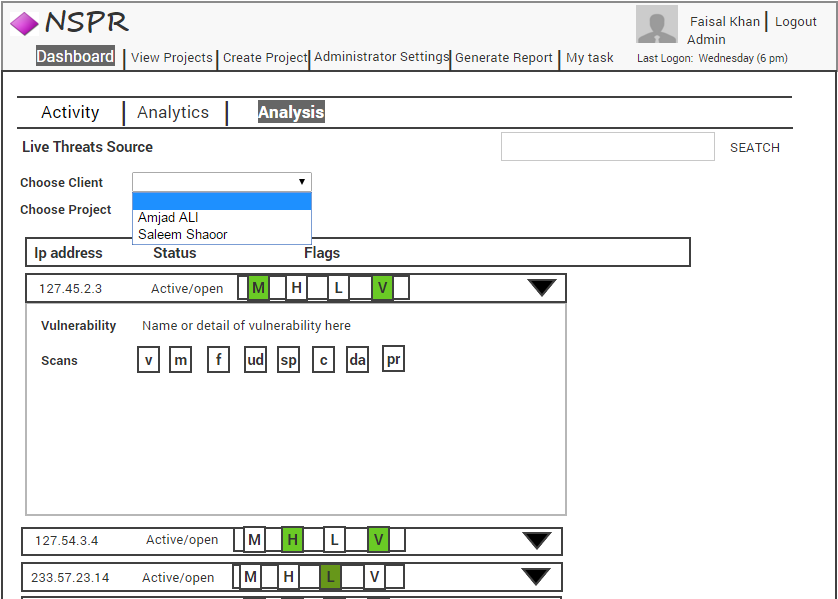 NSPR
Faisal Khan Logout
Admin
Dashboard View Projects Create Project Administrator Settings Generate Report My task
Last Logon: Wednesday (6 pm)
Activity Analytics Analysis
Live Threats Source
SEATCH
Choose Client
Choose Project
Amjad ALI
Saleem Shaoor
Ip address Status Flags
127.45.2.3 Active/open M H L V
Vulnerability Name or detail of vulnerability here
Scans v m f ud sp c da pr
127.54.3.4 Active/open M H L V
233.57.23.14 Active/open M H L V